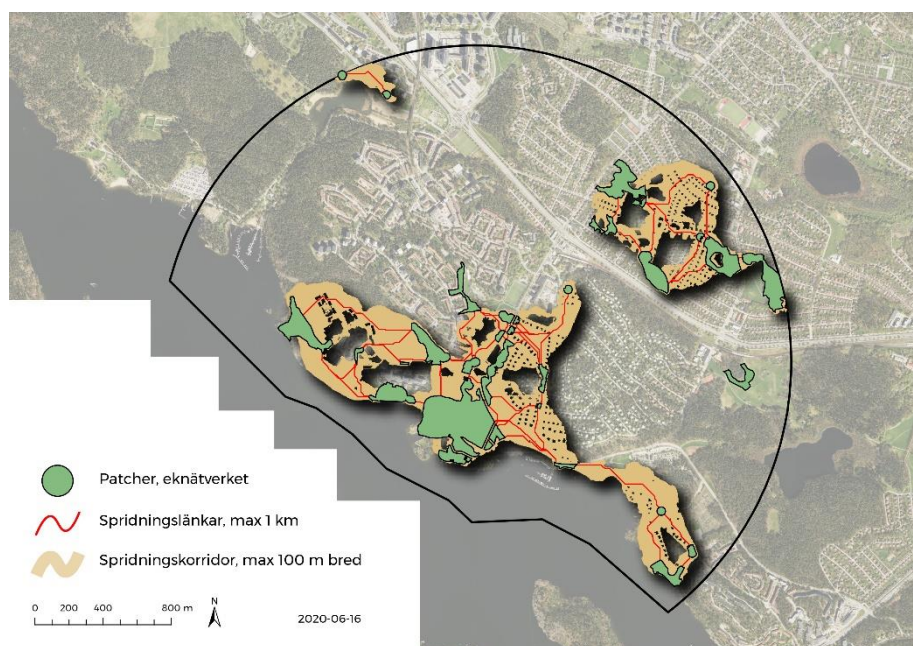 Patcher, eknätverket
Spridningslänkar, max 1 km
Spridningskorridor, max 100 m bred
0 200 400 800 m
N
2020-06-16